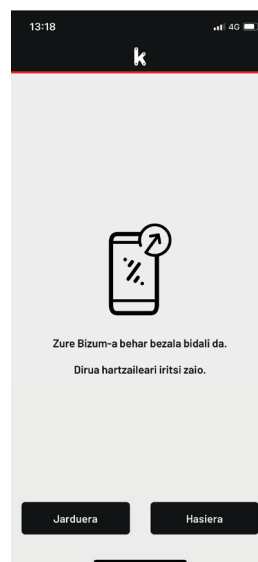 13:18
4G
k
Zure Bizum-a behar bezala bidali da.
Dirua hartzaileari iritsi zaio.
Jarduera
Hasiera